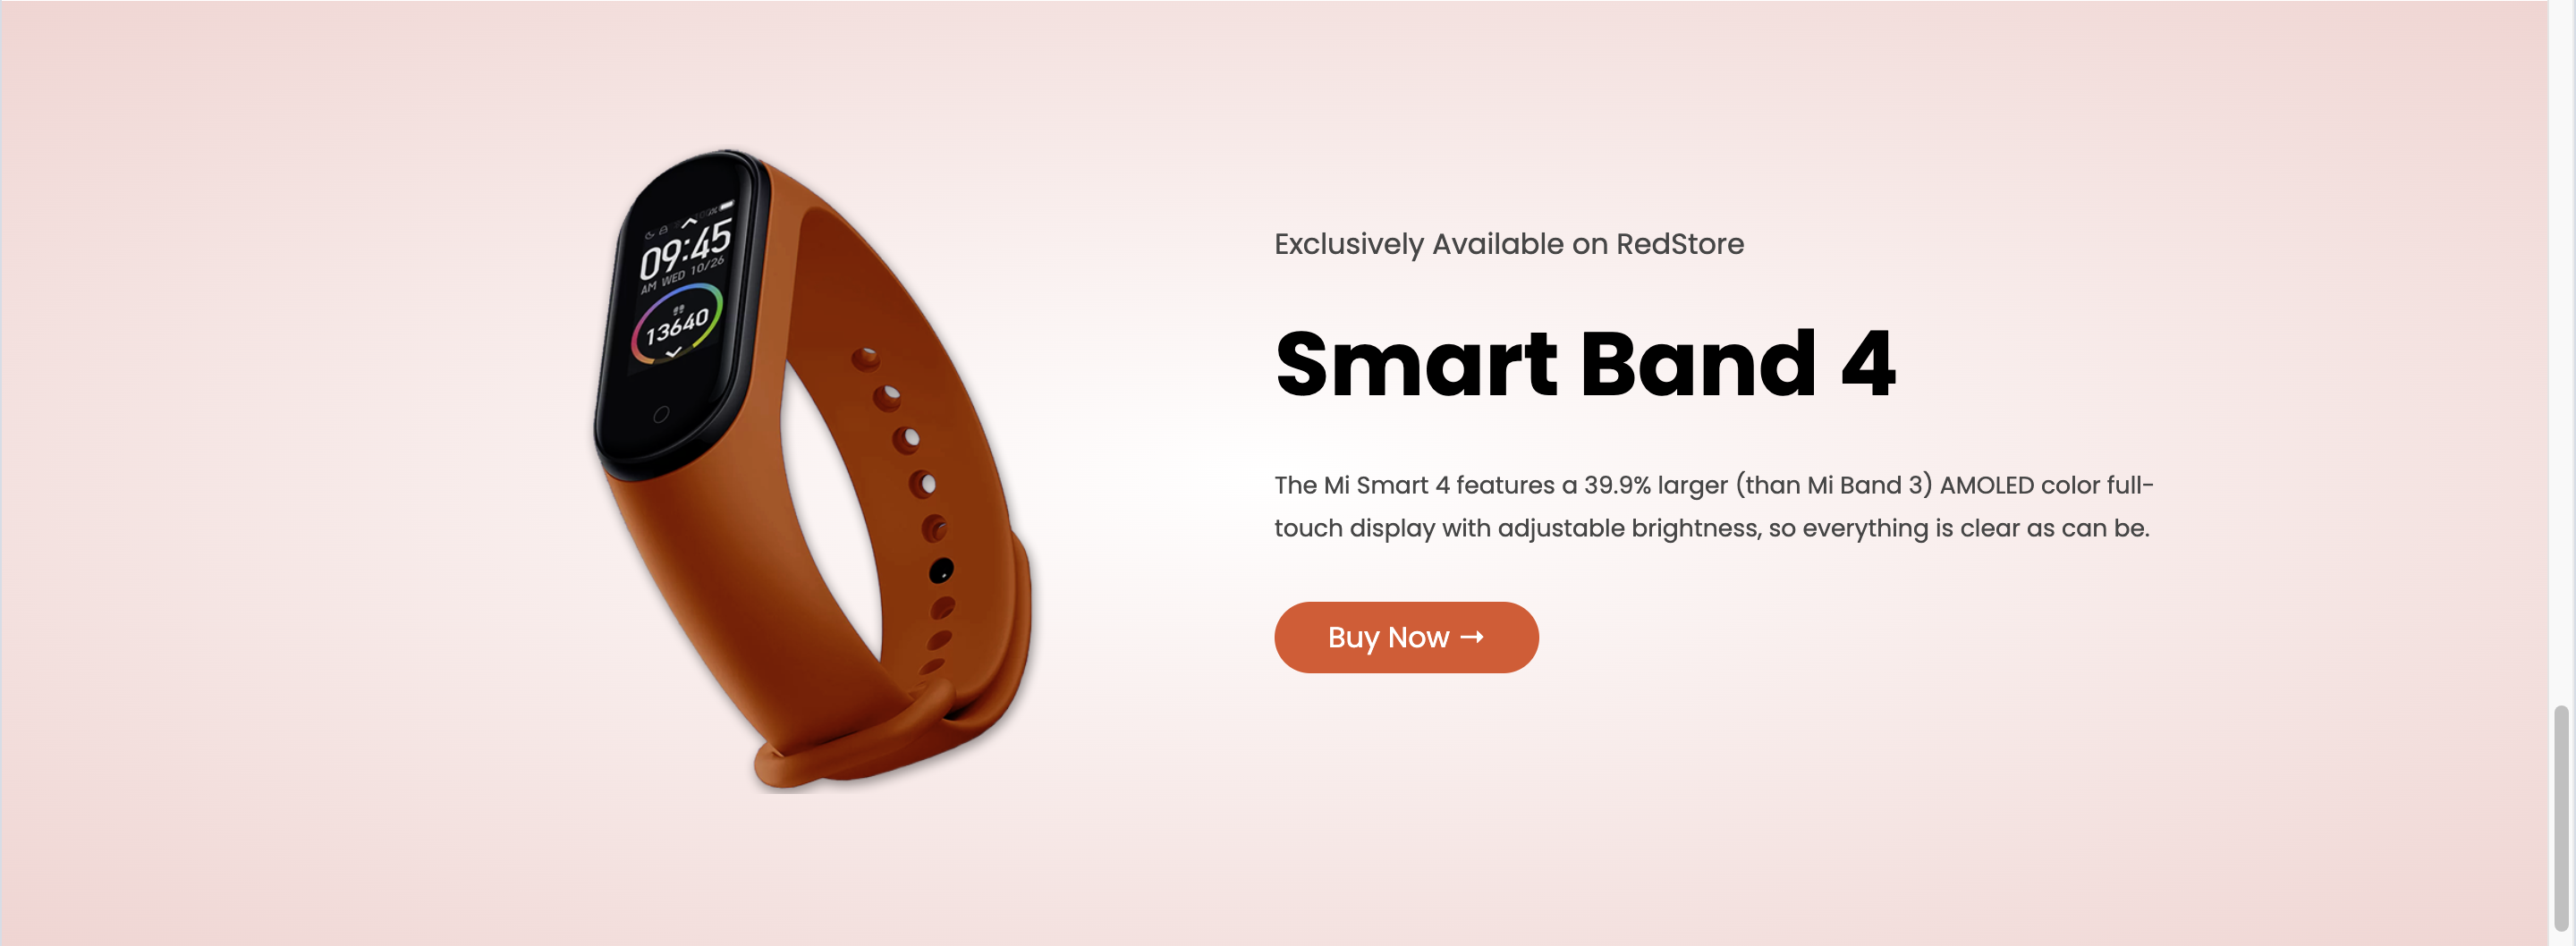 09:45
AM WED 10/26
13640
Exclusively Available on RedStore
Smart Band 4
The Mi Smart 4 features a 39.9% larger (than Mi Band 3) AMOLED color full-
touch display with adjustable brightness, so everything is clear as can be.
Buy Now →